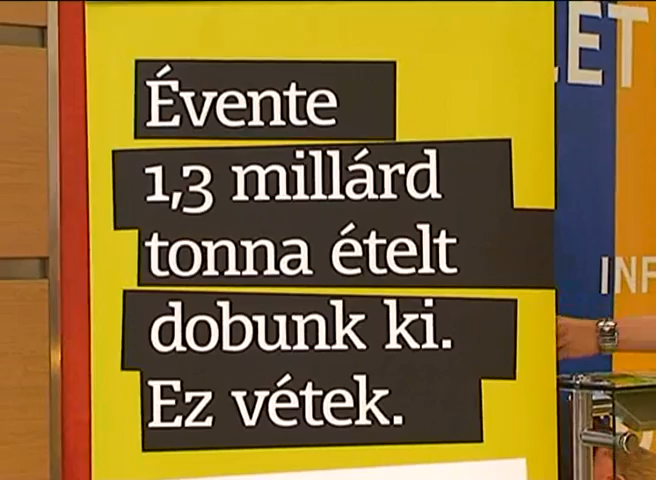 Évente
1,3 millárd
tonna ételt
dobunk ki.
Ez vétek.